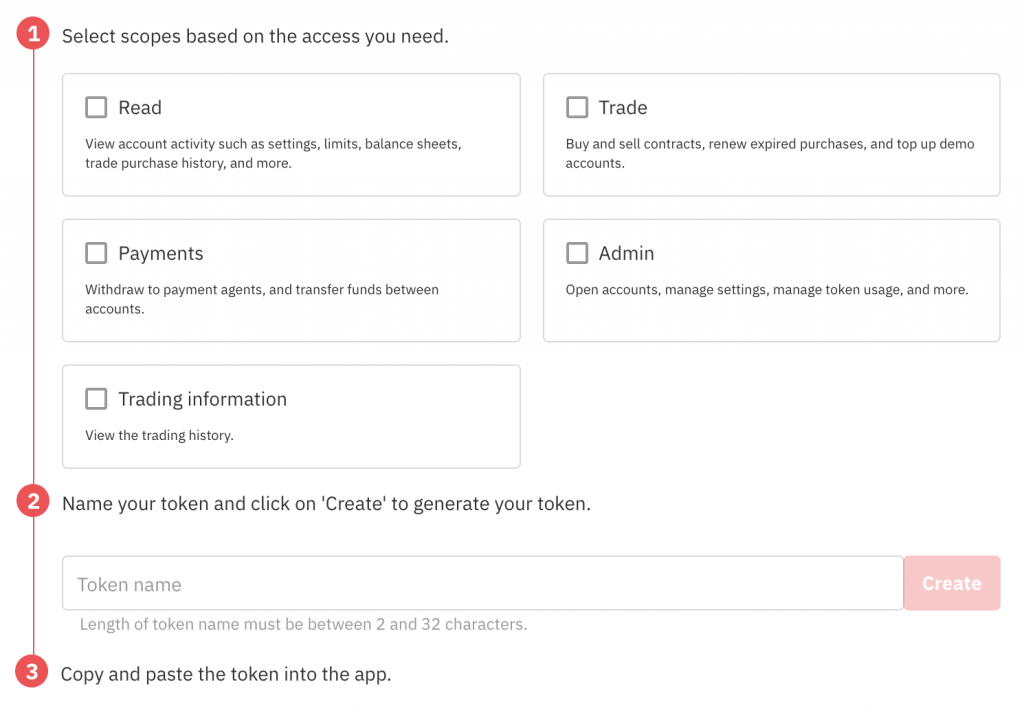 1 Select scopes based on the access you need.
Read
View account activity such as settings, limits, balance sheets,
trade purchase history, and more.
Trade
Buy and sell contracts, renew expired purchases, and top up demo
accounts.
Payments
Withdraw to payment agents, and transfer funds between
accounts.
Admin
Open accounts, manage settings, manage token usage, and more.
Trading information
View the trading history.
2 Name your token and click on 'Create' to generate your token.
Token name
Create
Length of token name must be between 2 and 32 characters.
3 Copy and paste the token into the app.